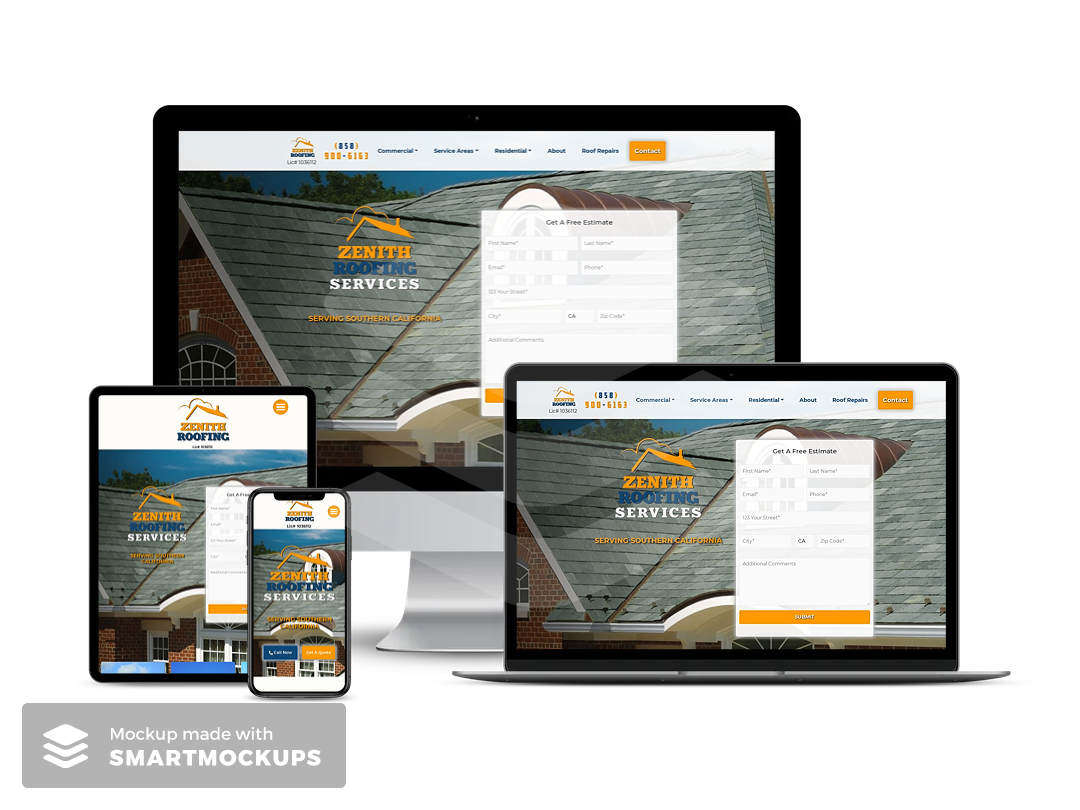 ZENITH
ROOFING
Lic# 1036112
(858)
900-6163
Commercial
Service Areas
Residential
About
Roof Repairs
Contact
ZENITH
ROOFING
SERVICES
SERVING SOUTHERN CALIFORNIA
Get A Free Estimate
First Name*
Last Name*
Email*
Phone*
123 Your Street*
City*
CA
Zip Code*
Additional Comments
ZENITH
ROOFING
Lic# 1036112
(858)
900-6163
Commercial
Service Areas
Residential
About
Roof Repairs
Contact
ZENITH
ROOFING
SERVICES
SERVING SOUTHERN CALIFORNIA
Get A Free Estimate
First Name*
Last Name*
Email*
Phone*
123 Your Street*
City*
CA
Zip Code*
Additional Comments
SUBMIT
ZENITH
ROOFING
ZENITH
ROOFING
SERVICES
SERVING SOUTHERN
CALIFORNIA
Get A Free
First Name*
Email*
123 Your Street*
City*
Additional Comments
ZENITH
ROOFING
Lic# 1036112
ZENITH
ROOFING
SERVICES
SERVING SOUTHERN
CALIFORNIA
Call Now
Get A Quote
Mockup made with
SMARTMOCKUPS